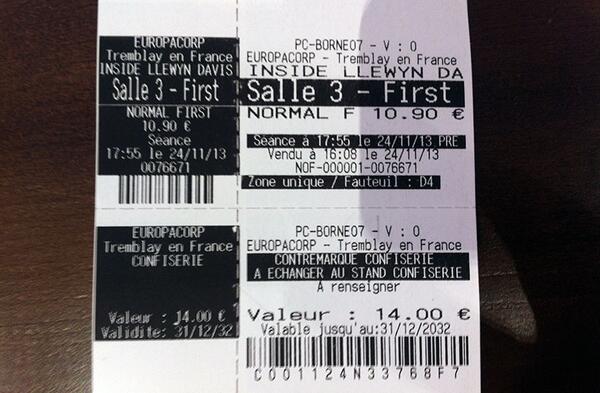 EUROPACORP
Tremblay en France
INSIDE LLEWYN DAVIS
Salle 3 - First
NORMAL FIRST
10.90 €
Séance
17:55 le 24/11/13
0076671
PC-BORNE07 - V : 0
EUROPACORP - Tremblay en France
INSIDE LLEWYN DA
Salle 3 - First
NORMAL F 10.90 €
Séance à 17:55 le 24/11/13 PRE
Vendu à 16:08 le 24/11/13
NOF-000001-0076671
Zone unique / Fauteuil : D4
EUROPACORP
Tremblay en France
CONFISERIE
Valeur : 14.00 €
Validite: 31/12/32
PC-BORNE07 - V : 0
EUROPACORP - Tremblay en France
CONTREMARQUE CONFISERIE
A ECHANGER AU STAND CONFISERIE
A renseigner
Valeur : 14.00 €
Valable jusqu'au:31/12/2032
C001124N33768F7